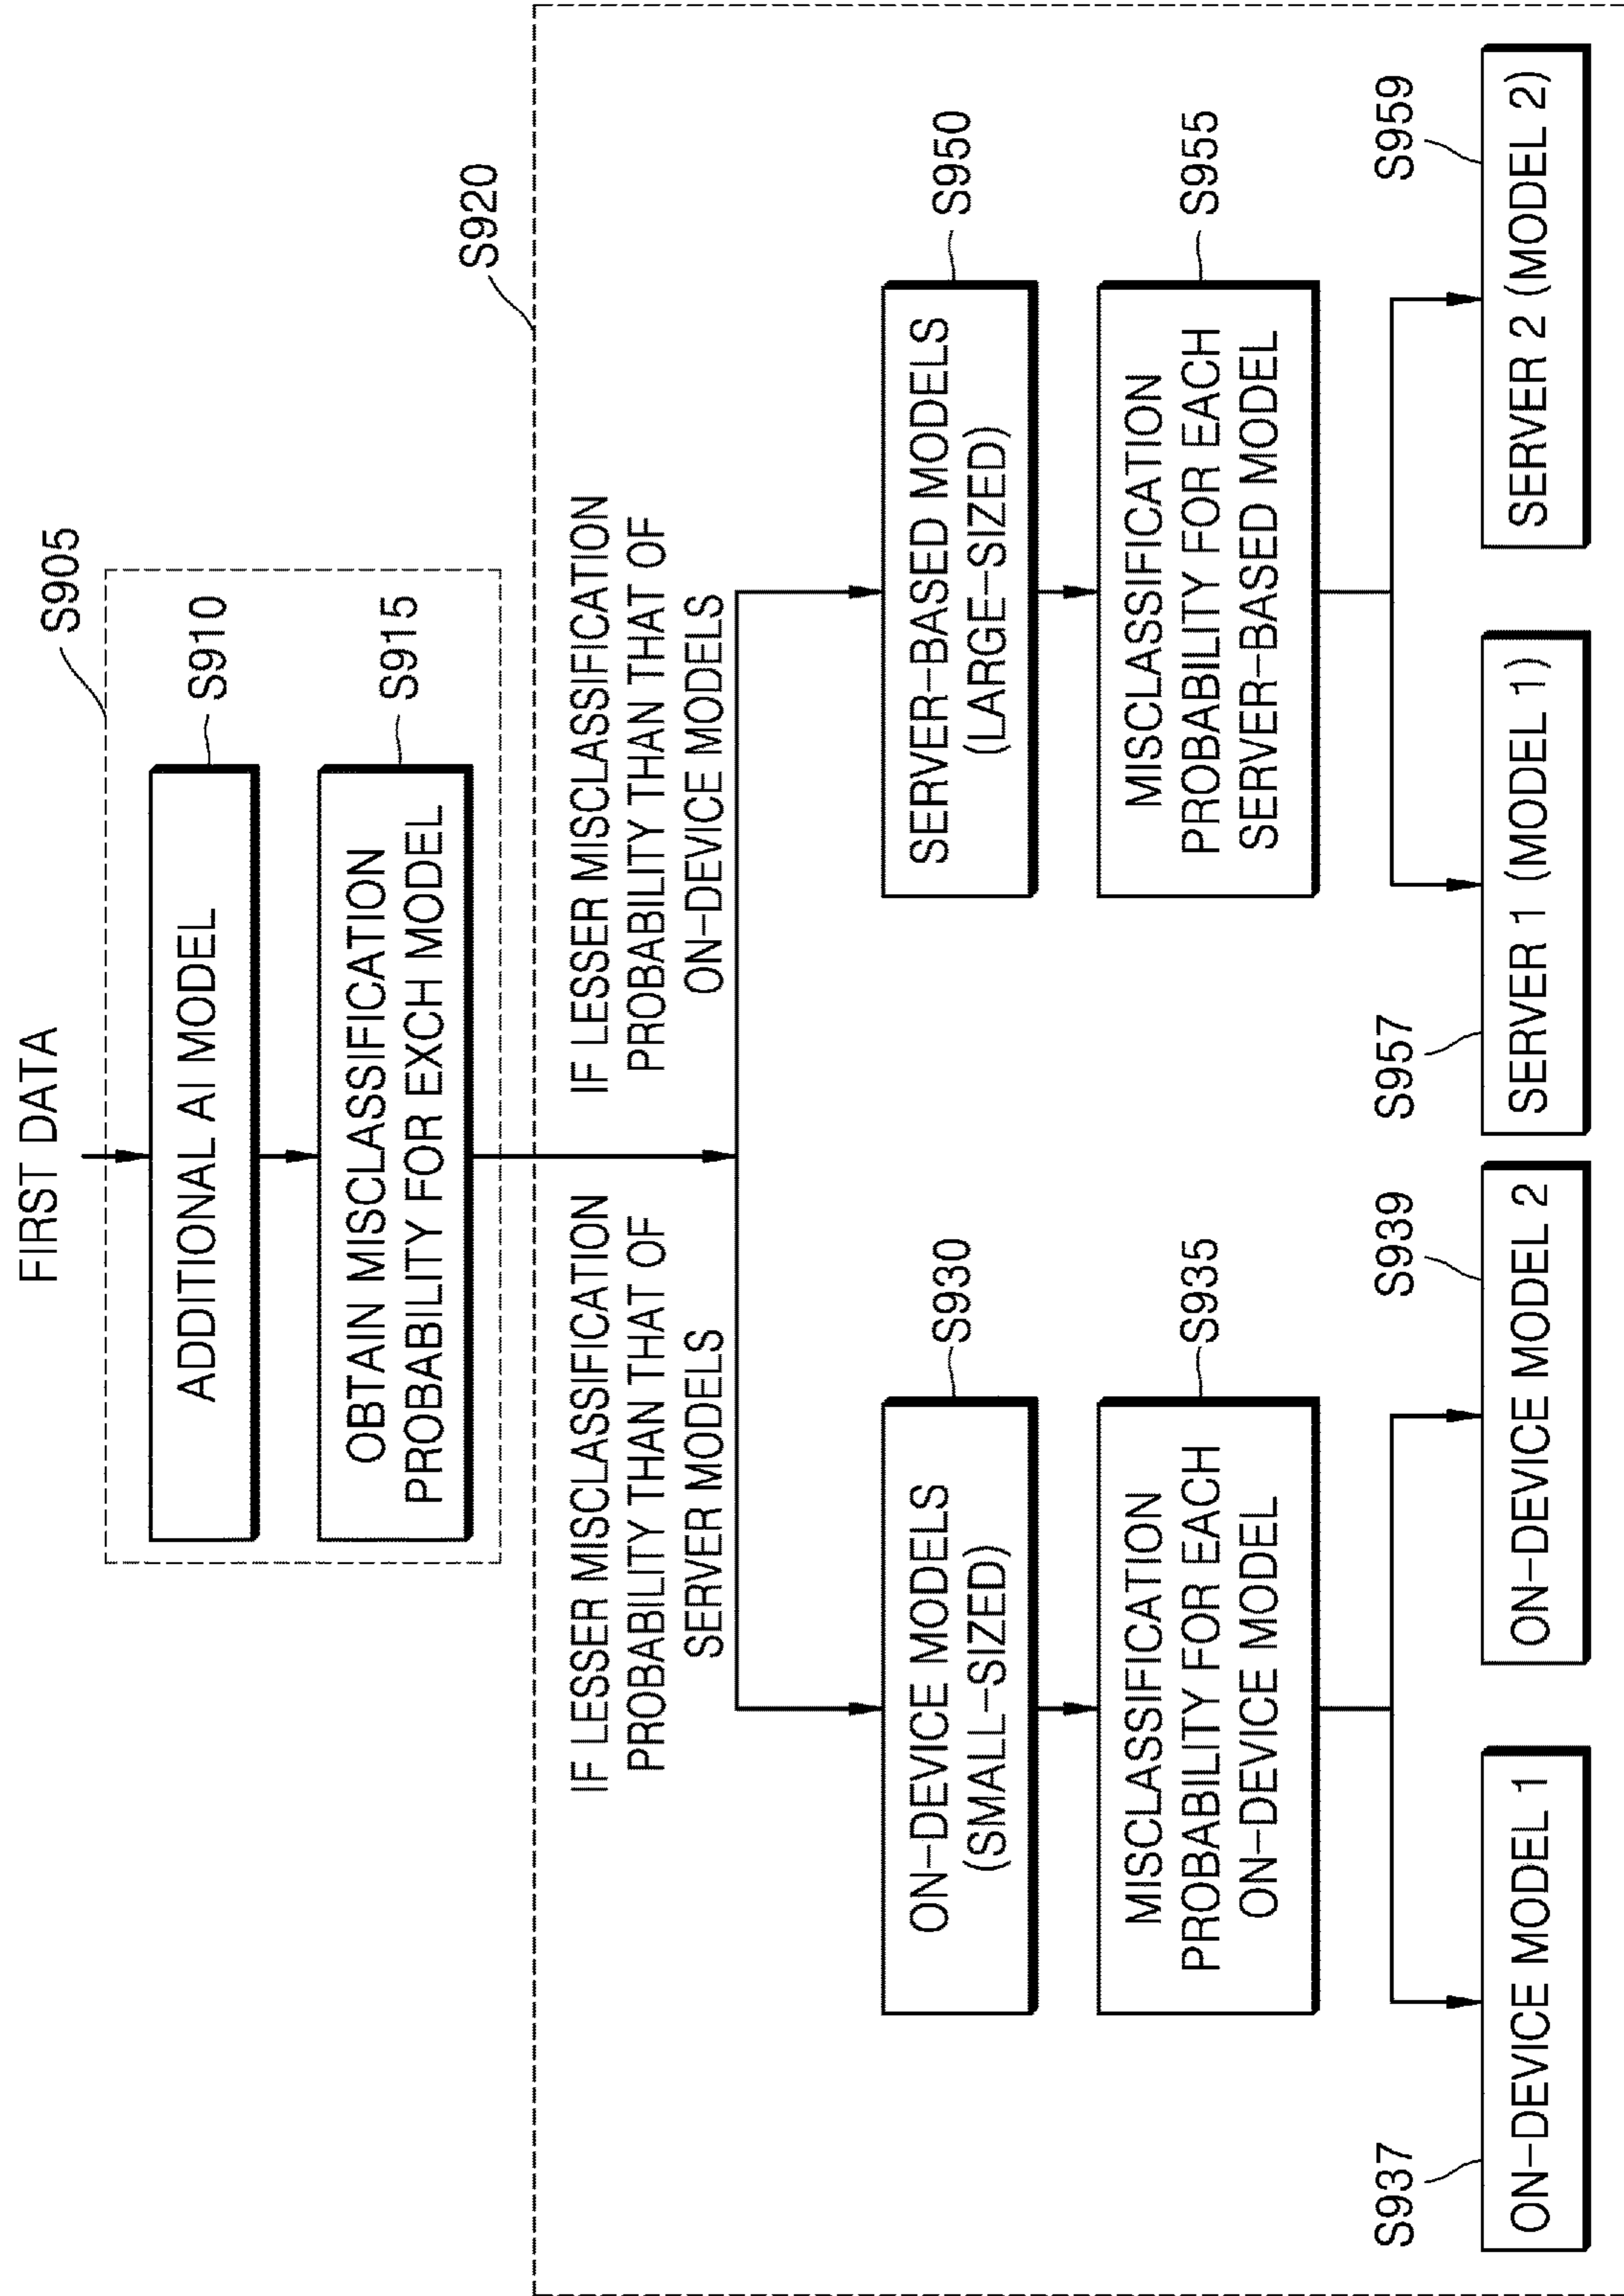 FIRST DATA
S905
ADDITIONAL AI MODEL
S910
OBTAIN MISCLASSIFICATION
PROBABILITY FOR EXCH MODEL
S915
S920
IF LESSER MISCLASSIFICATION
PROBABILITY THAN THAT OF
SERVER MODELS
IF LESSER MISCLASSIFICATION
PROBABILITY THAN THAT OF
ON-DEVICE MODELS
ON-DEVICE MODELS
(SMALL-SIZED)
S930
SERVER-BASED MODELS
(LARGE-SIZED)
S950
MISCLASSIFICATION
PROBABILITY FOR EACH
ON-DEVICE MODEL
S935
MISCLASSIFICATION
PROBABILITY FOR EACH
SERVER-BASED MODEL
S955
S937
ON-DEVICE MODEL 1
S939
ON-DEVICE MODEL 2
S957
SERVER 1 (MODEL 1)
S959
SERVER 2 (MODEL 2)